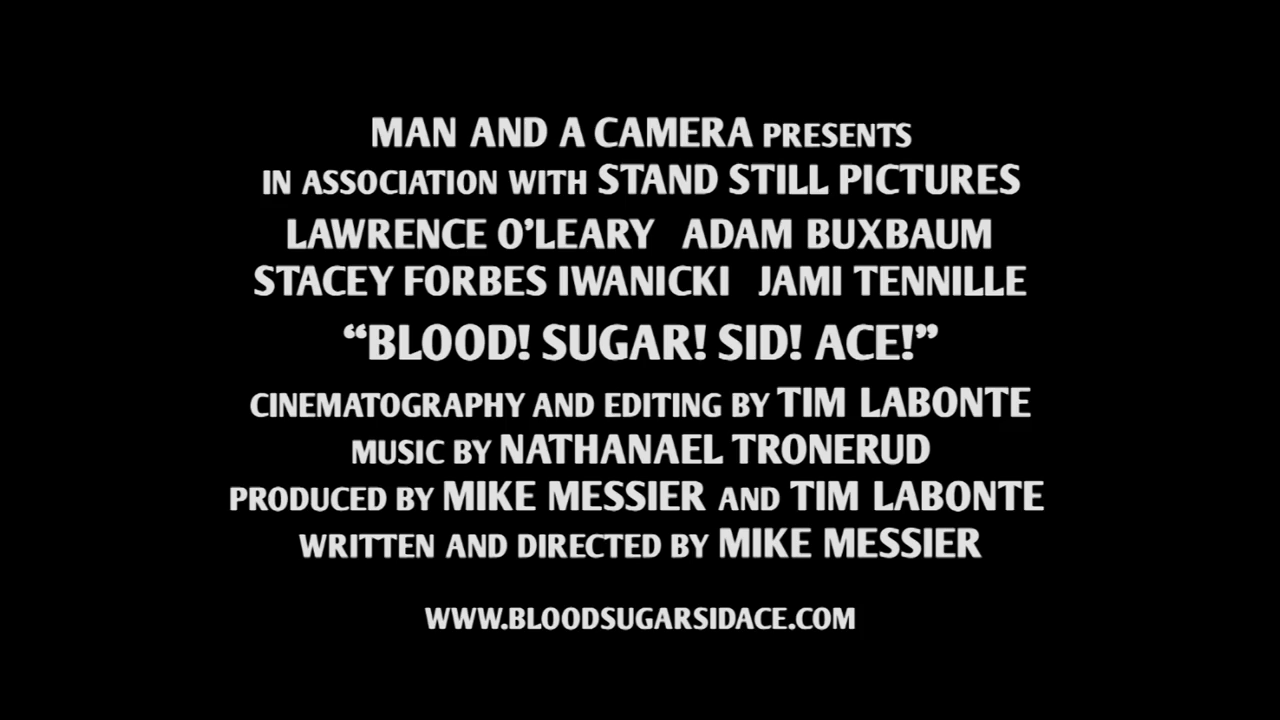 MAN AND A CAMERA PRESENTS
IN ASSOCIATION WITH STAND STILL PICTURES
LAWRENCE O'LEARY ADAM BUXBAUM
STACEY FORBES IWANICKI JAMI TENNILLE
“BLOOD! SUGAR! SID! ACE!”
CINEMATOGRAPHY AND EDITING BY TIM LABONTE
MUSIC BY NATHANAEL TRONERUD
PRODUCED BY MIKE MESSIER AND TIM LABONTE
WRITTEN AND DIRECTED BY MIKE MESSIER
WWW.BLOODSUGARSIDACE.COM